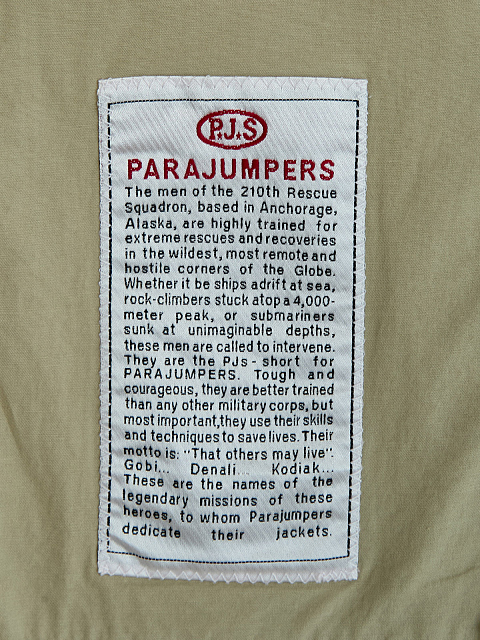 P.J.S
PARAJUMPERS
The men of the 210th Rescue
Squadron, based in Anchorage,
Alaska, are highly trained for
extreme rescues and recoveries
in the wildest, most remote and
hostile corners of the Globe.
Whether it be ships adrift at sea,
rock-climbers stuck atop a 4,000-
meter peak, or submariners
sunk at unimaginable depths,
these men are called to intervene.
They are the PJs - short for
PARAJUMPERS. Tough and
courageous, they are better trained
than any other military corps, but
most important,they use their skills
and techniques to save lives. Their
motto is: "That others may live".
Gobi... Denali... Kodiak...
These are the names of the
legendary missions of these
heroes, to whom Parajumpers
dedicate their jackets.